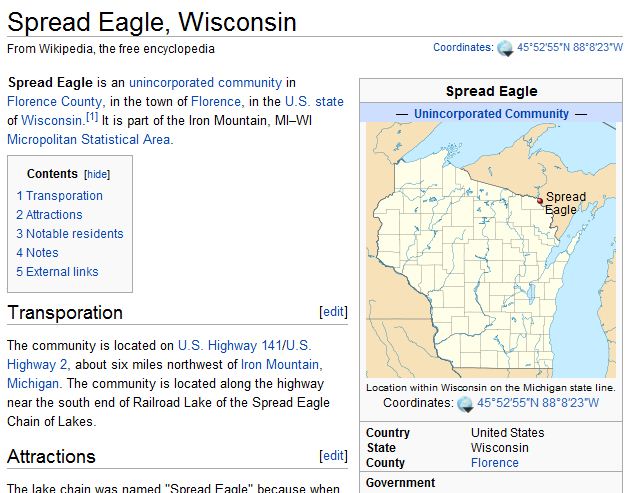 Spread Eagle, Wisconsin
From Wikipedia, the free encyclopedia
Coordinates: 45°52′55″N 88°8′23″W
Spread Eagle is an unincorporated community in
Florence County, in the town of Florence, in the U.S. state
of Wisconsin.[1] It is part of the Iron Mountain, MI–WI
Micropolitan Statistical Area.
Contents [hide]
1 Transporation
2 Attractions
3 Notable residents
4 Notes
5 External links
Transporation
[edit]
The community is located on U.S. Highway 141/U.S.
Highway 2, about six miles northwest of Iron Mountain,
Michigan. The community is located along the highway
near the south end of Railroad Lake of the Spread Eagle
Chain of Lakes.
Attractions
[edit]
The lake chain was named "Spread Eagle" because when
Spread Eagle
— Unincorporated Community —
Spread
Eagle
Location within Wisconsin on the Michigan state line.
Coordinates: 45°52′55″N 88°8′23″W
Country United States
State Wisconsin
County Florence
Government